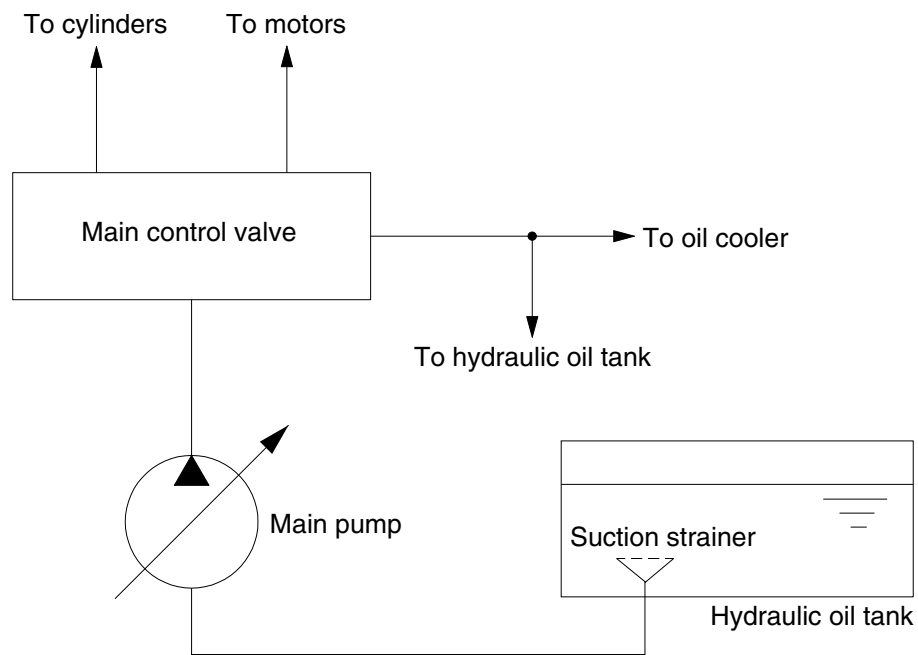 To cylinders
To motors
Main control valve
To oil cooler
To hydraulic oil tank
Main pump
Suction strainer
Hydraulic oil tank